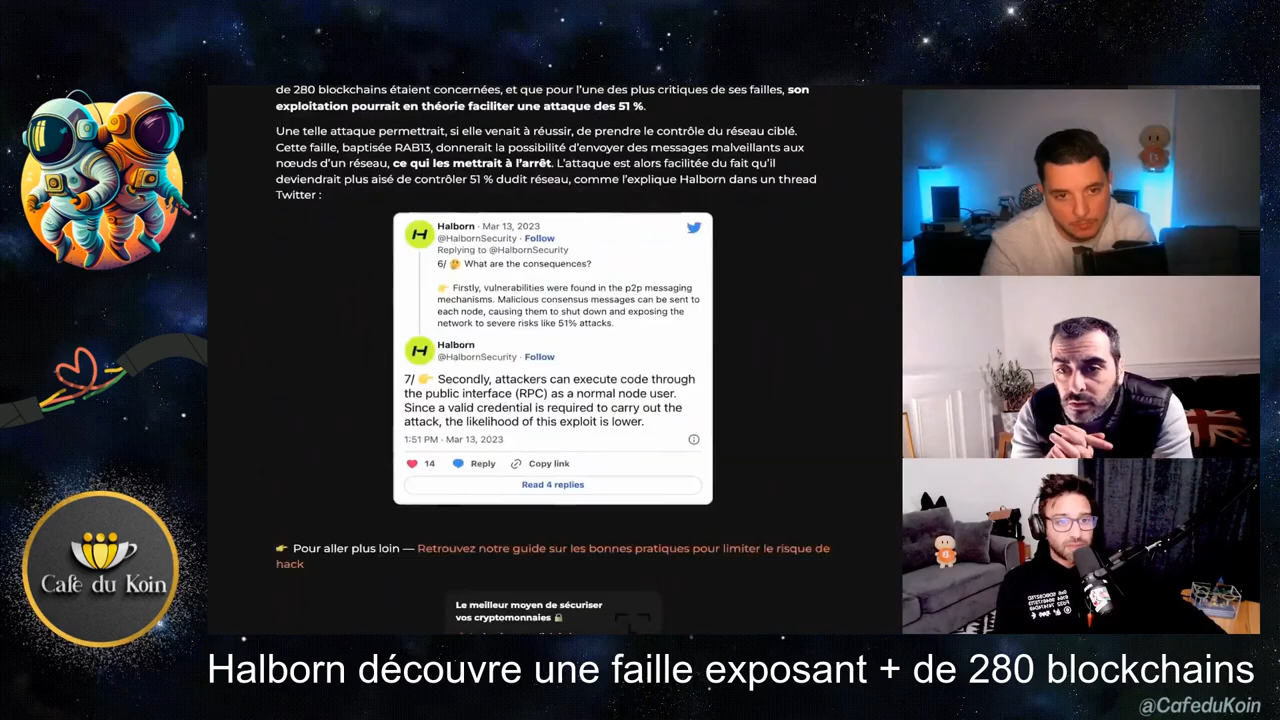 de 280 blockchains étaient concernées, et que pour l'une des plus critiques de ses failles, son
exploitation pourrait en théorie faciliter une attaque des 51 %.
Une telle attaque permettrait, si elle venait à réussir, de prendre le contrôle du réseau ciblé.
Cette faille, baptisée RAB13, donnerait la possibilité d'envoyer des messages malveillants aux
nœuds d'un réseau, ce qui les mettrait à l'arrêt. L'attaque est alors facilitée du fait qu'il
deviendrait plus aisé de contrôler 51 % dudit réseau, comme l'explique Halborn dans un thread
Twitter :
Halborn · Mar 13, 2023
@HalbornSecurity · Follow
Replying to @HalbornSecurity
6/ 🤔 What are the consequences?
👉 Firstly, vulnerabilities were found in the p2p messaging
mechanisms. Malicious consensus messages can be sent to
each node, causing them to shut down and exposing the
network to severe risks like 51% attacks.
Halborn
@HalbornSecurity · Follow
7/ 👉 Secondly, attackers can execute code through
the public interface (RPC) as a normal node user.
Since a valid credential is required to carry out the
attack, the likelihood of this exploit is lower.
1:51 PM · Mar 13, 2023
14 Reply Copy link
Read 4 replies
👉 Pour aller plus loin — Retrouvez notre guide sur les bonnes pratiques pour limiter le risque de
hack
Le meilleur moyen de sécuriser
vos cryptomonnaies 🔒
Café du Koin
Halborn découvre une faille exposant + de 280 blockchains
@CafeduKoin